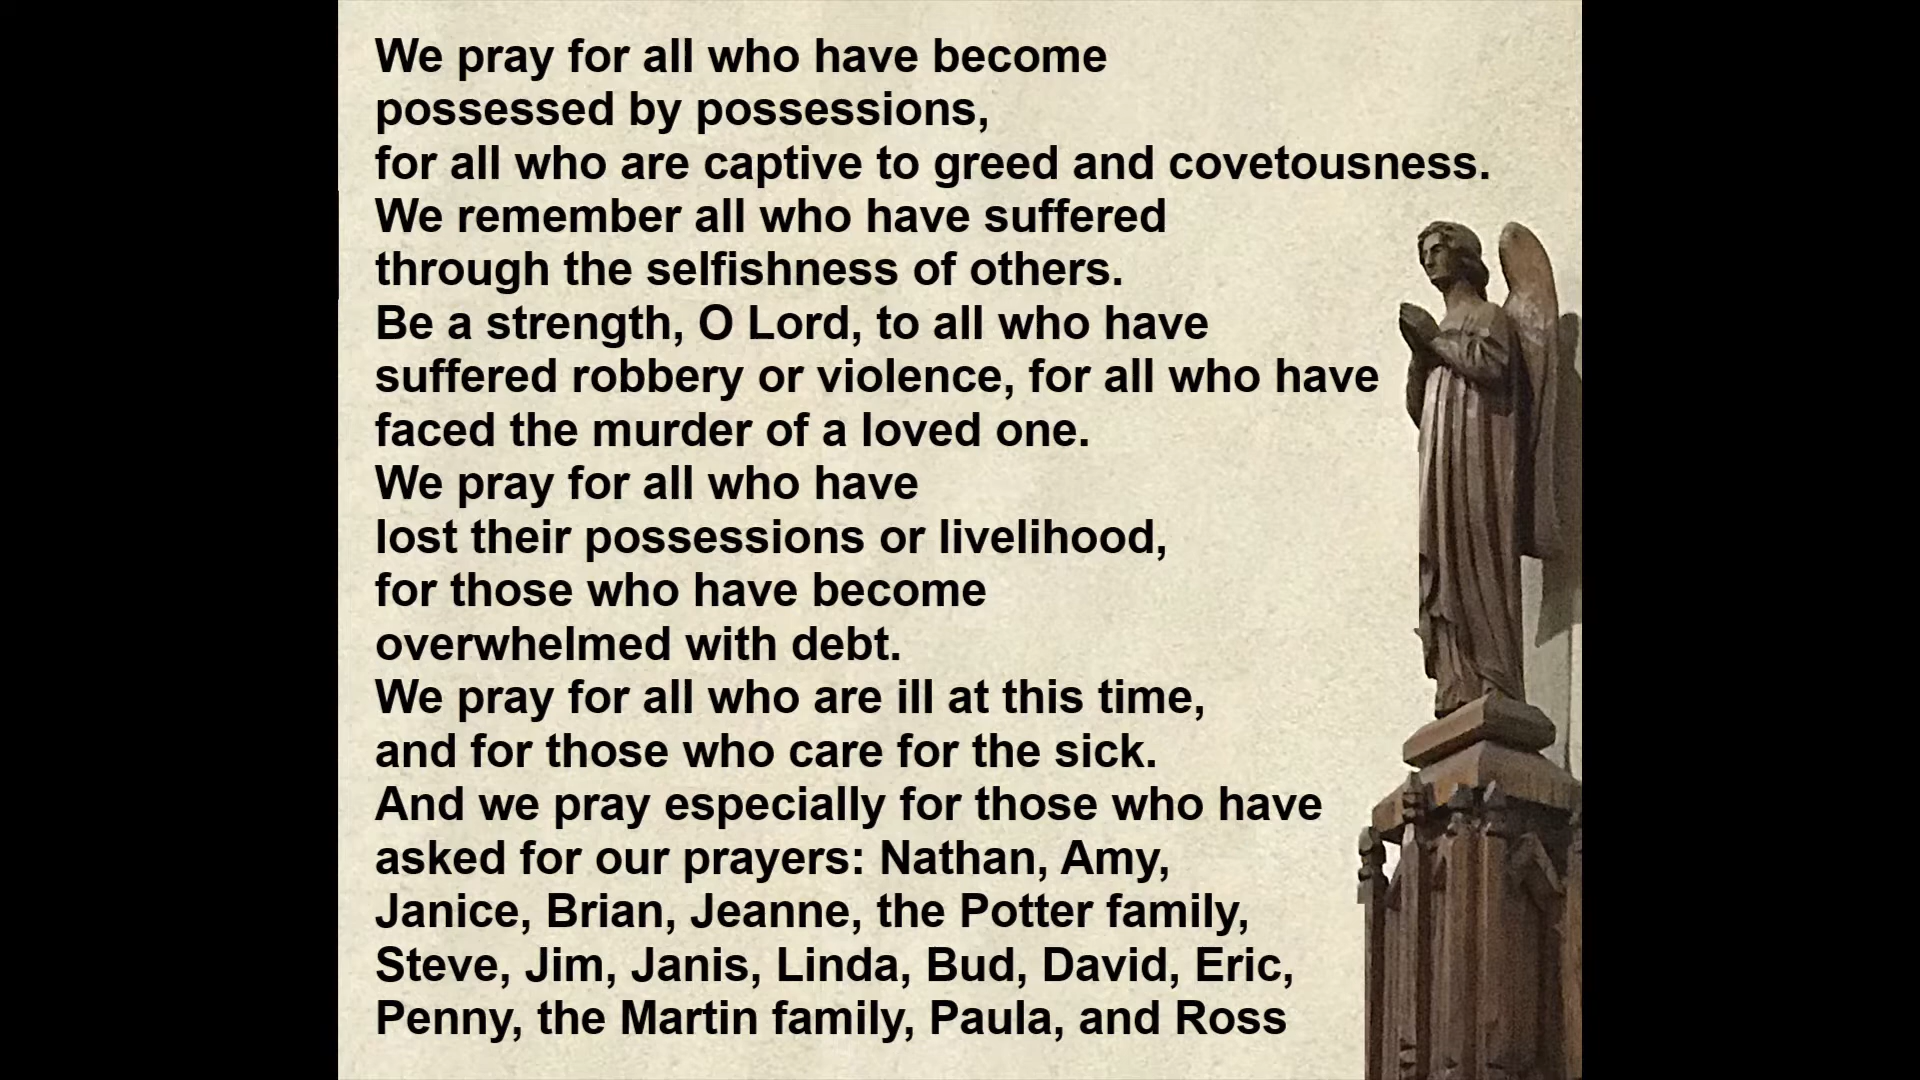 We pray for all who have become
possessed by possessions,
for all who are captive to greed and covetousness.
We remember all who have suffered
through the selfishness of others.
Be a strength, O Lord, to all who have
suffered robbery or violence, for all who have
faced the murder of a loved one.
We pray for all who have
lost their possessions or livelihood,
for those who have become
overwhelmed with debt.
We pray for all who are ill at this time,
and for those who care for the sick.
And we pray especially for those who have
asked for our prayers: Nathan, Amy,
Janice, Brian, Jeanne, the Potter family,
Steve, Jim, Janis, Linda, Bud, David, Eric,
Penny, the Martin family, Paula, and Ross